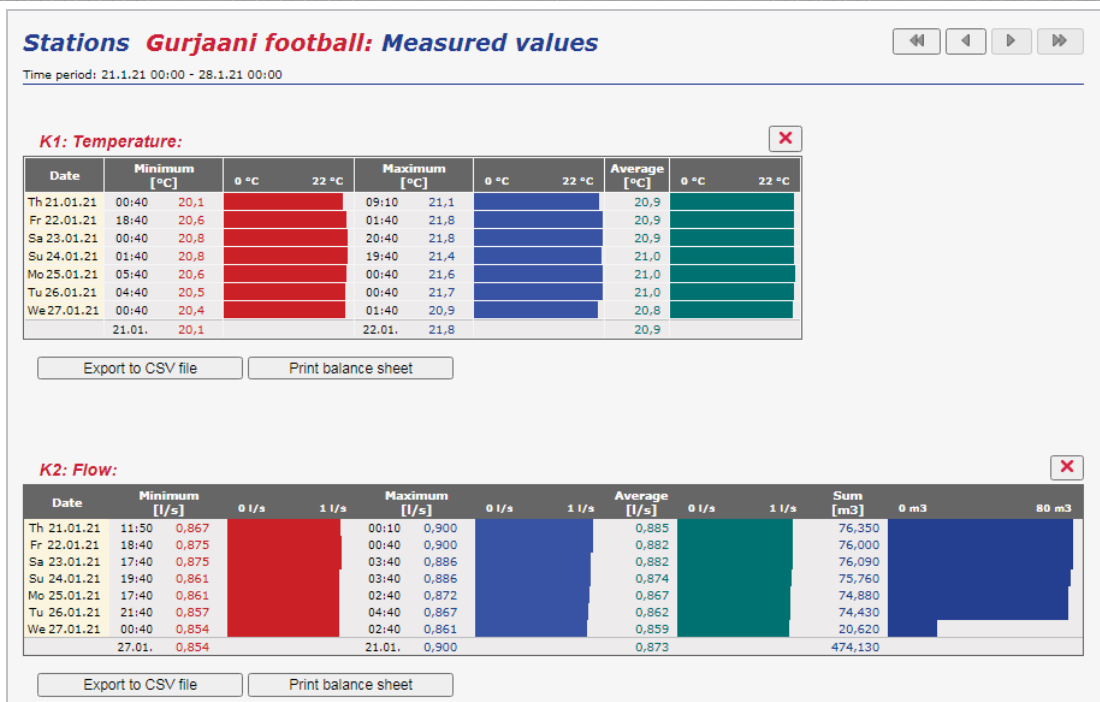 Stations Gurjaani football: Measured values
Time period: 21.1.21 00:00 - 28.1.21 00:00
K1: Temperature:
Date Minimum [°C] 0 °C 22 °C Maximum [°C] 0 °C 22 °C Average [°C] 0 °C 22 °C
Th 21.01.21 00:40 20,1 09:10 21,1 20,9
Fr 22.01.21 18:40 20,6 01:40 21,8 20,9
Sa 23.01.21 00:40 20,8 20:40 21,8 20,9
Su 24.01.21 01:40 20,8 19:40 21,4 21,0
Mo 25.01.21 05:40 20,6 00:40 21,6 21,0
Tu 26.01.21 04:40 20,5 00:40 21,7 21,0
We 27.01.21 00:40 20,4 01:40 20,9 20,8
21.01. 20,1 22.01. 21,8 20,9
Export to CSV file Print balance sheet
K2: Flow:
Date Minimum [l/s] 0 l/s 1 l/s Maximum [l/s] 0 l/s 1 l/s Average [l/s] 0 l/s 1 l/s Sum [m3] 0 m3 80 m3
Th 21.01.21 11:50 0,867 00:10 0,900 0,885 76,350
Fr 22.01.21 18:40 0,875 00:40 0,900 0,882 76,000
Sa 23.01.21 17:40 0,875 03:40 0,886 0,882 76,090
Su 24.01.21 19:40 0,861 03:40 0,886 0,874 75,760
Mo 25.01.21 17:40 0,861 02:40 0,872 0,867 74,880
Tu 26.01.21 21:40 0,857 04:40 0,867 0,862 74,430
We 27.01.21 00:40 0,854 02:40 0,861 0,859 20,620
27.01. 0,854 21.01. 0,900 0,873 474,130
Export to CSV file Print balance sheet